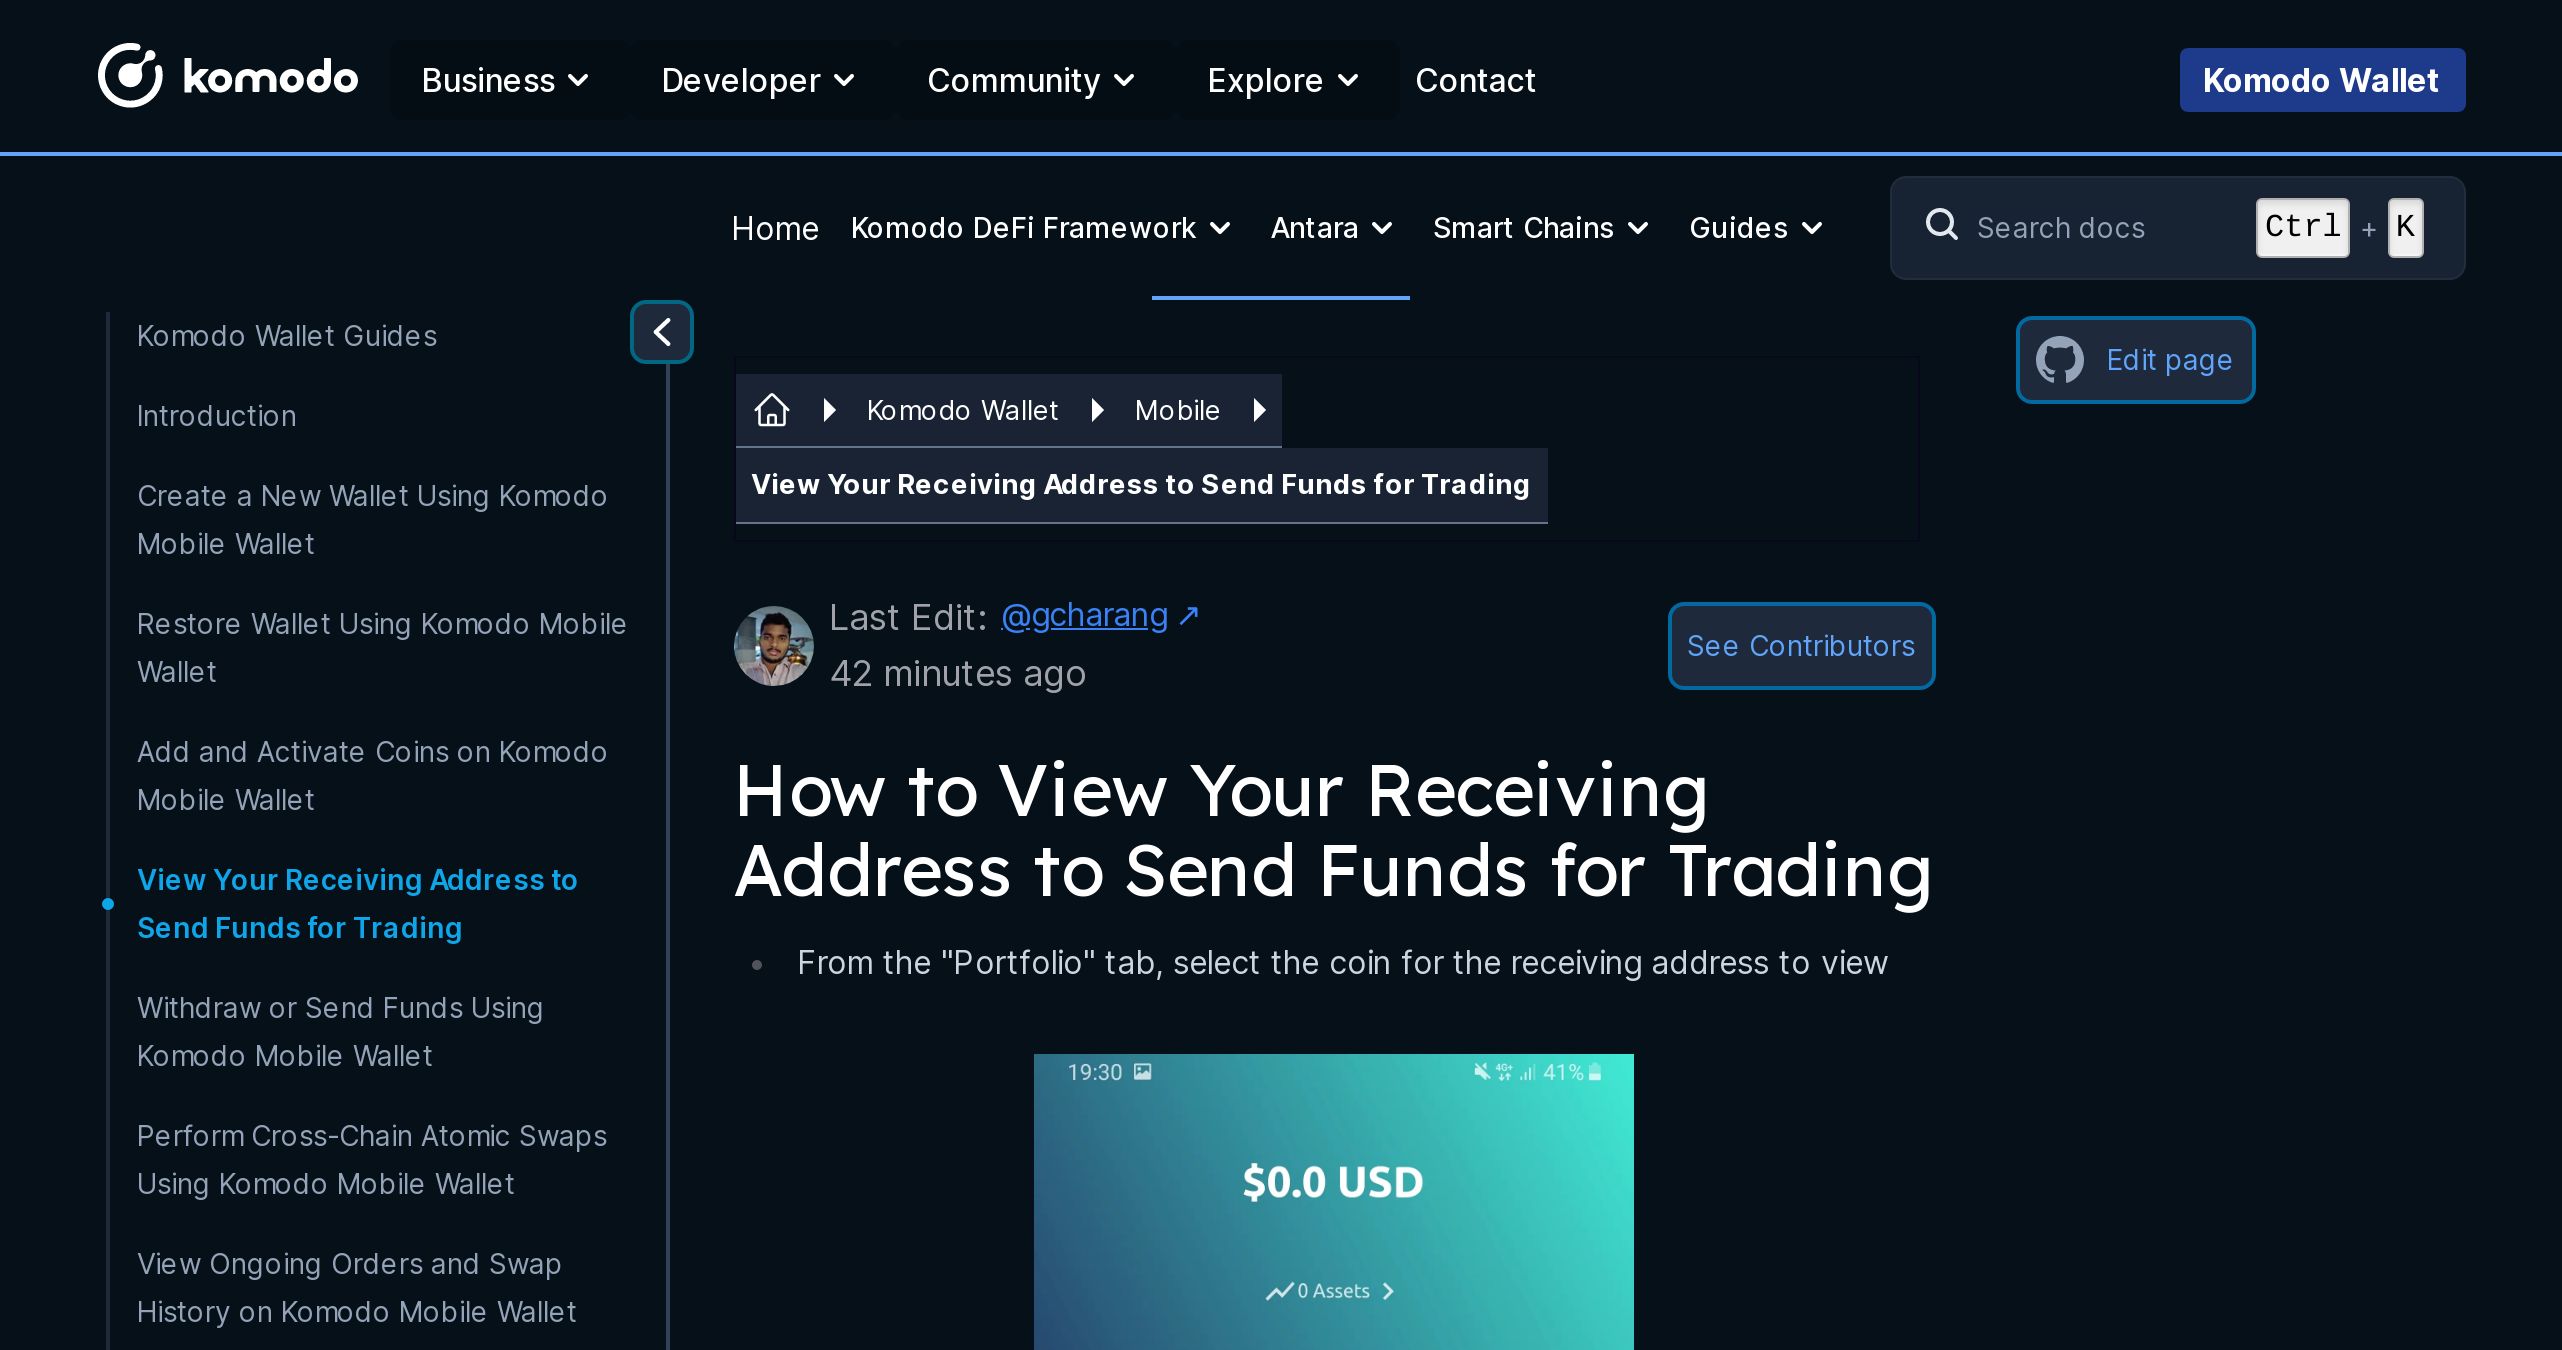 komodo
Business
Developer
Community
Explore
Contact
Komodo Wallet
Home
Komodo DeFi Framework
Antara
Smart Chains
Guides
Search docs
Ctrl + K
Komodo Wallet Guides
Introduction
Create a New Wallet Using Komodo
Mobile Wallet
Restore Wallet Using Komodo Mobile
Wallet
Add and Activate Coins on Komodo
Mobile Wallet
View Your Receiving Address to
Send Funds for Trading
Withdraw or Send Funds Using
Komodo Mobile Wallet
Perform Cross-Chain Atomic Swaps
Using Komodo Mobile Wallet
View Ongoing Orders and Swap
History on Komodo Mobile Wallet
Komodo Wallet
Mobile
View Your Receiving Address to Send Funds for Trading
Edit page
Last Edit: @gcharang ↗
42 minutes ago
See Contributors
How to View Your Receiving
Address to Send Funds for Trading
From the "Portfolio" tab, select the coin for the receiving address to view
19:30
4G+
41%
$0.0 USD
0 Assets